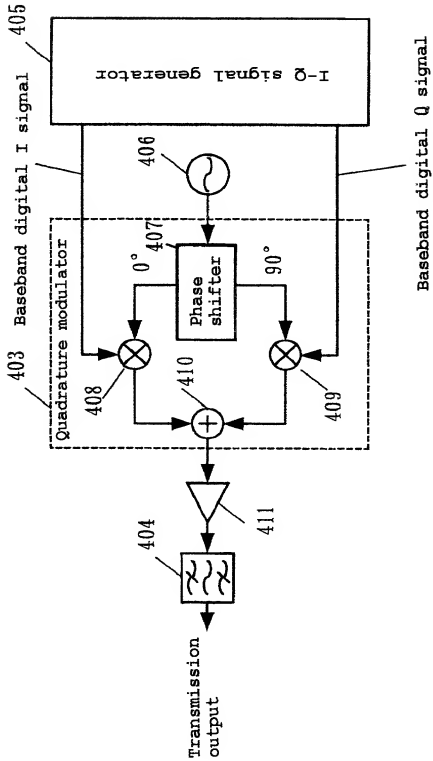 405
I-Q signal generator
Baseband digital I signal
Baseband digital Q signal
406
403
Quadrature modulator
407
0°
90°
Phase
shifter
408
409
410
411
404
Transmission
output